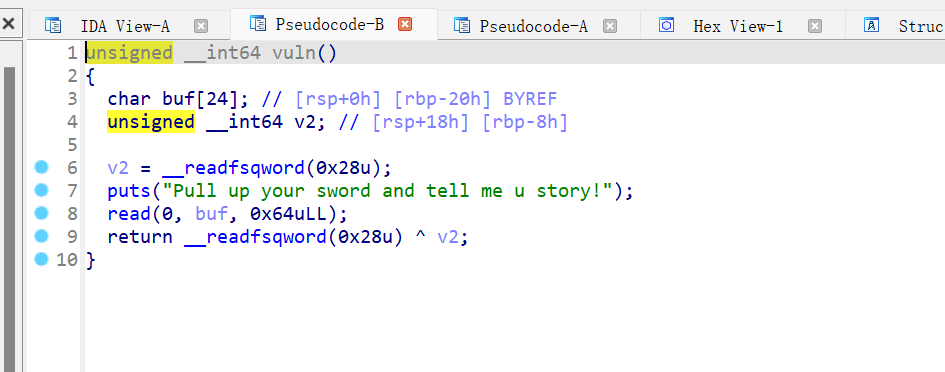 IDA View-A Pseudocode-B Pseudocode-A Hex View-1 Struc
1 unsigned __int64 vuln()
2 {
3 char buf[24]; // [rsp+0h] [rbp-20h] BYREF
4 unsigned __int64 v2; // [rsp+18h] [rbp-8h]
5
6 v2 = __readfsqword(0x28u);
7 puts("Pull up your sword and tell me u story!");
8 read(0, buf, 0x64uLL);
9 return __readfsqword(0x28u) ^ v2;
10 }